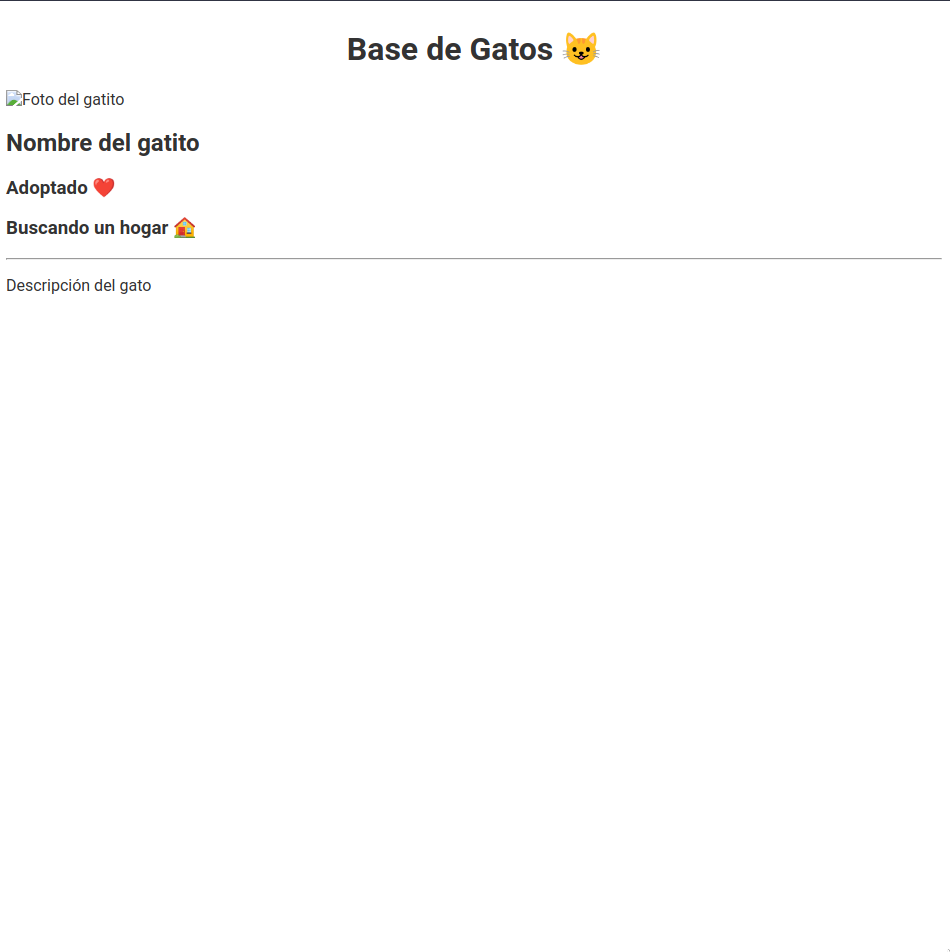 Base de Gatos 😺
Foto del gatito
Nombre del gatito
Adoptado ❤️
Buscando un hogar 🏠
Descripción del gato